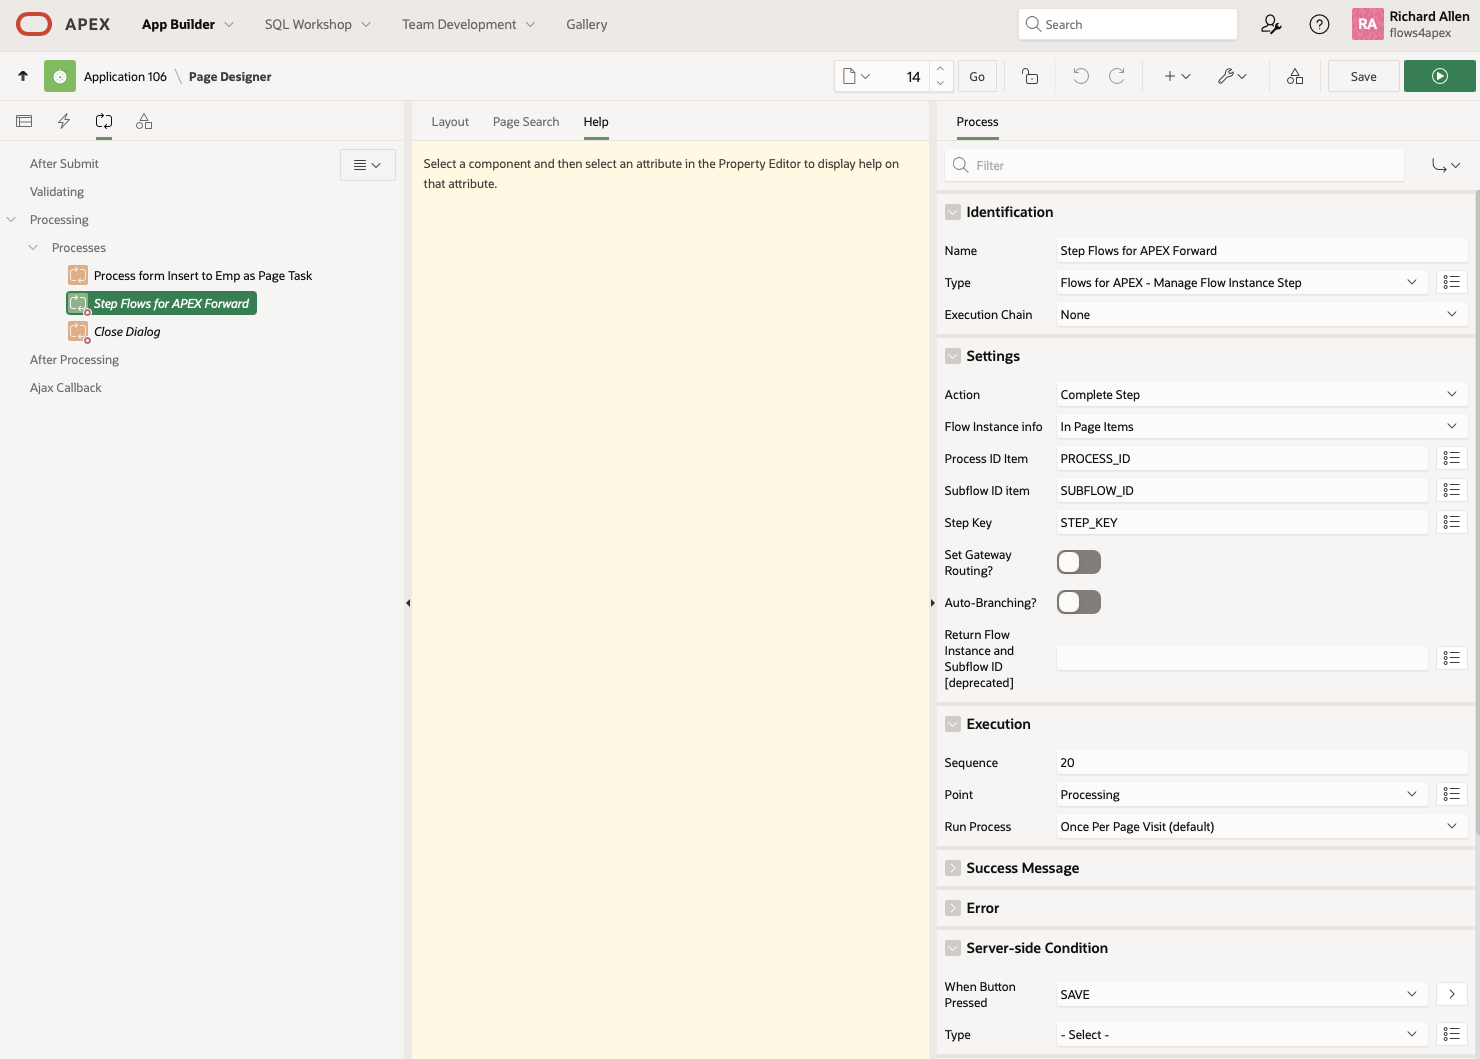 APEX
App Builder
SQL Workshop
Team Development
Gallery
Search
RA
Richard Allen
flows4apex
Application 106 \ Page Designer
14
Go
Save
Layout
Page Search
Help
Process
After Submit
Validating
Processing
Processes
Process form Insert to Emp as Page Task
Step Flows for APEX Forward
Close Dialog
After Processing
Ajax Callback
Select a component and then select an attribute in the Property Editor to display help on
that attribute.
Filter
Identification
Name
Step Flows for APEX Forward
Type
Flows for APEX - Manage Flow Instance Step
Execution Chain
None
Settings
Action
Complete Step
Flow Instance info
In Page Items
Process ID Item
PROCESS_ID
Subflow ID item
SUBFLOW_ID
Step Key
STEP_KEY
Set Gateway
Routing?
Auto-Branching?
Return Flow
Instance and
Subflow ID
[deprecated]
Execution
Sequence
20
Point
Processing
Run Process
Once Per Page Visit (default)
Success Message
Error
Server-side Condition
When Button
Pressed
SAVE
Type
- Select -